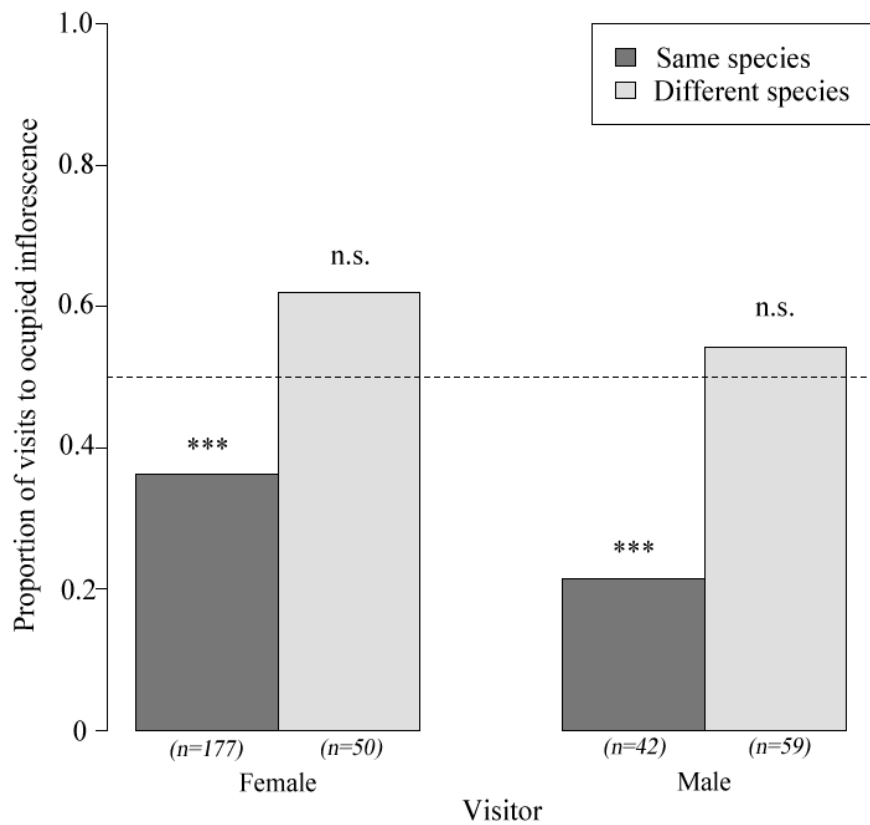 1.0
0.8
0.6
0.4
0.2
0
Proportion of visits to ocupied inflorescence
Same species
Different species
n.s.
n.s.
***
***
(n=177) (n=50) (n=42) (n=59)
Female Male
Visitor